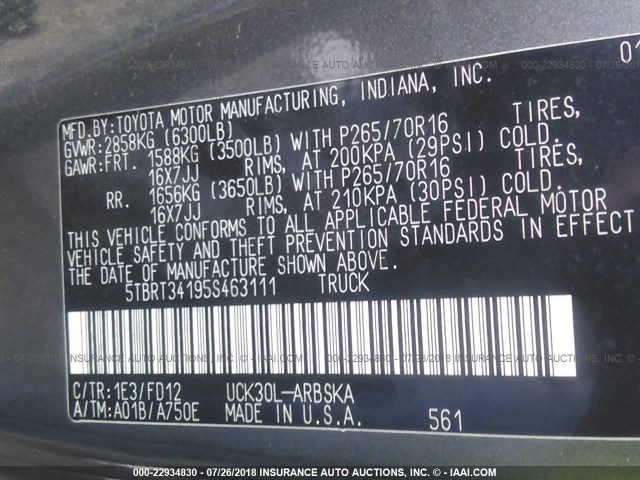 01
MFD. BY: TOYOTA MOTOR MANUFACTURING, INDIANA, INC.
GVWR: 2858KG (6300LB)
GAWR: FRT. 1588KG (3500LB) WITH P265/70R16 TIRES,
16X7JJ RIMS, AT 200KPA (29PSI) COLD.
RR. 1656KG (3650LB) WITH P265/70R16 TIRES,
16X7JJ RIMS, AT 210KPA (30PSI) COLD.
THIS VEHICLE CONFORMS TO ALL APPLICABLE FEDERAL MOTOR
VEHICLE SAFETY AND THEFT PREVENTION STANDARDS IN EFFECT
THE DATE OF MANUFACTURE SHOWN ABOVE.
5TBRT34195S463111 TRUCK
C/TR: 1E3/FD12 UCK30L-ARBSKA
A/TM: A01B/A750E MADE IN U.S.A. 561
000-22934830 - 07/26/2018 INSURANCE AUTO AUCTIONS, INC. © - IAAI.COM